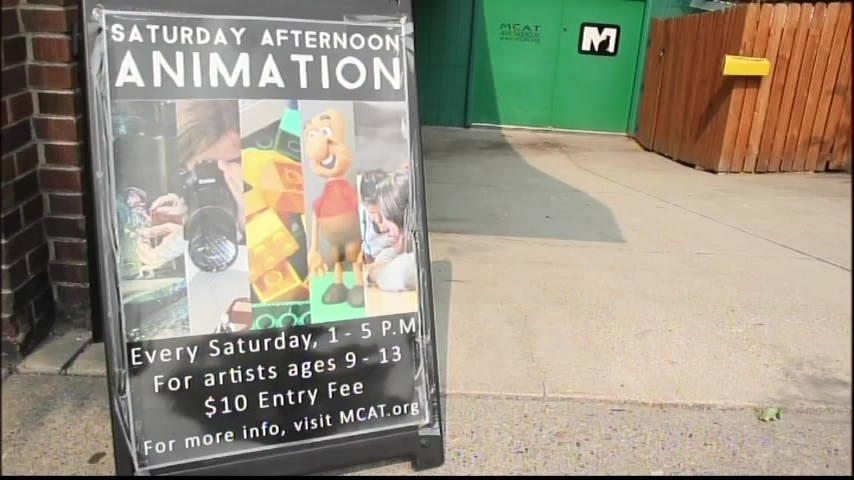 SATURDAY AFTERNOON
ANIMATION
Every Saturday, 1 - 5 P.M
For artists ages 9 - 13
$10 Entry Fee
For more info, visit MCAT.org
MCAT
M